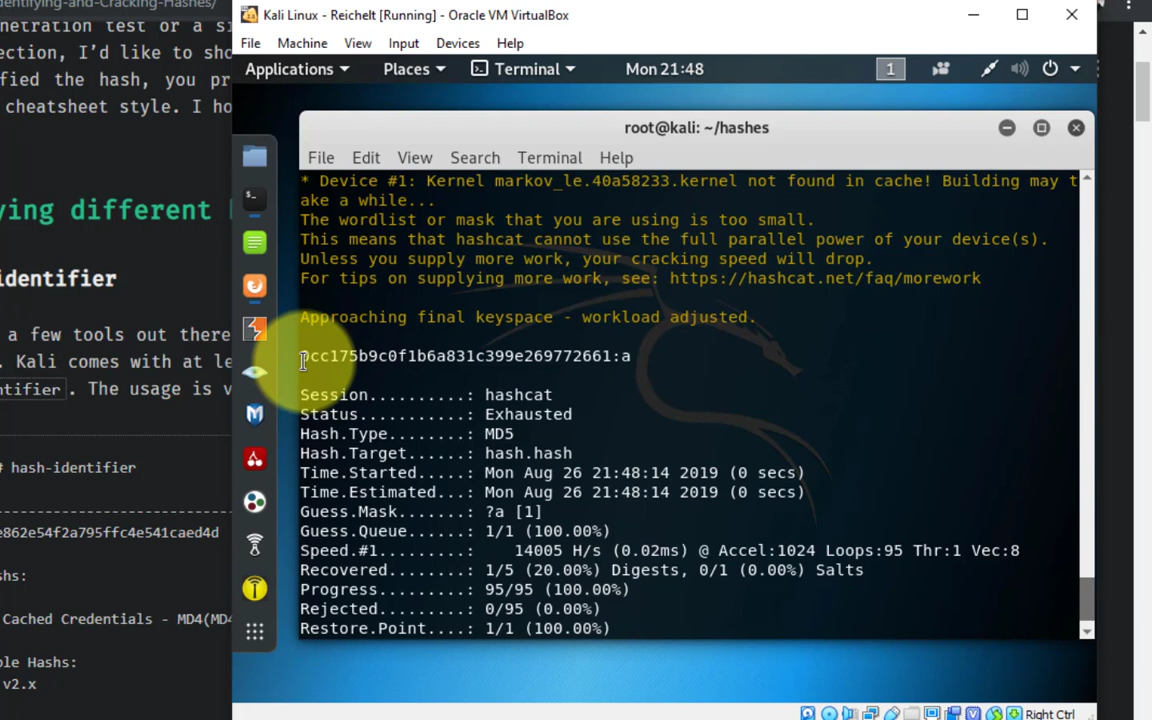 entifying-and-Cracking-Hashes/
netration test or a si
ection, I'd like to sho
fied the hash, you pr
cheatsheet style. I ho
ying different
identifier
a few tools out there
. Kali comes with at le
ntifier . The usage is v
# hash-identifier
e862e54f2a795ffc4e541caed4d
shs:
Cached Credentials - MD4(MD4
le Hashes:
v2.x
Kali Linux - Reichelt [Running] - Oracle VM VirtualBox
File Machine View Input Devices Help
Applications Places Terminal Mon 21:48 1
root@kali: ~/hashes
File Edit View Search Terminal Help
* Device #1: Kernel markov_le.40a58233.kernel not found in cache! Building may t
ake a while...
The wordlist or mask that you are using is too small.
This means that hashcat cannot use the full parallel power of your device(s).
Unless you supply more work, your cracking speed will drop.
For tips on supplying more work, see: https://hashcat.net/faq/morework
Approaching final keyspace - workload adjusted.
0cc175b9c0f1b6a831c399e269772661:a
Session..........: hashcat
Status...........: Exhausted
Hash.Type........: MD5
Hash.Target......: hash.hash
Time.Started.....: Mon Aug 26 21:48:14 2019 (0 secs)
Time.Estimated...: Mon Aug 26 21:48:14 2019 (0 secs)
Guess.Mask.......: ?a [1]
Guess.Queue......: 1/1 (100.00%)
Speed.#1.........: 14005 H/s (0.02ms) @ Accel:1024 Loops:95 Thr:1 Vec:8
Recovered........: 1/5 (20.00%) Digests, 0/1 (0.00%) Salts
Progress.........: 95/95 (100.00%)
Rejected.........: 0/95 (0.00%)
Restore.Point....: 1/1 (100.00%)
Right Ctrl